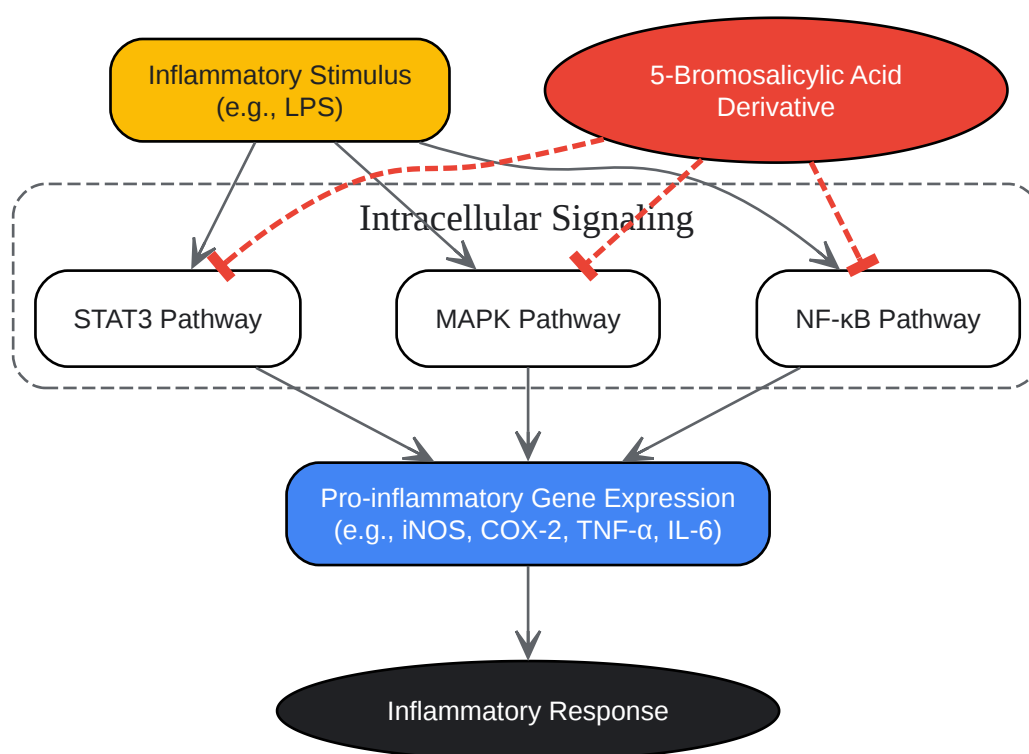 Inflammatory Stimulus
(e.g., LPS)
5-Bromosalicylic Acid
Derivative
Intracellular Signaling
STAT3 Pathway
MAPK Pathway
NF-κB Pathway
Pro-inflammatory Gene Expression
(e.g., iNOS, COX-2, TNF-α, IL-6)
Inflammatory Response